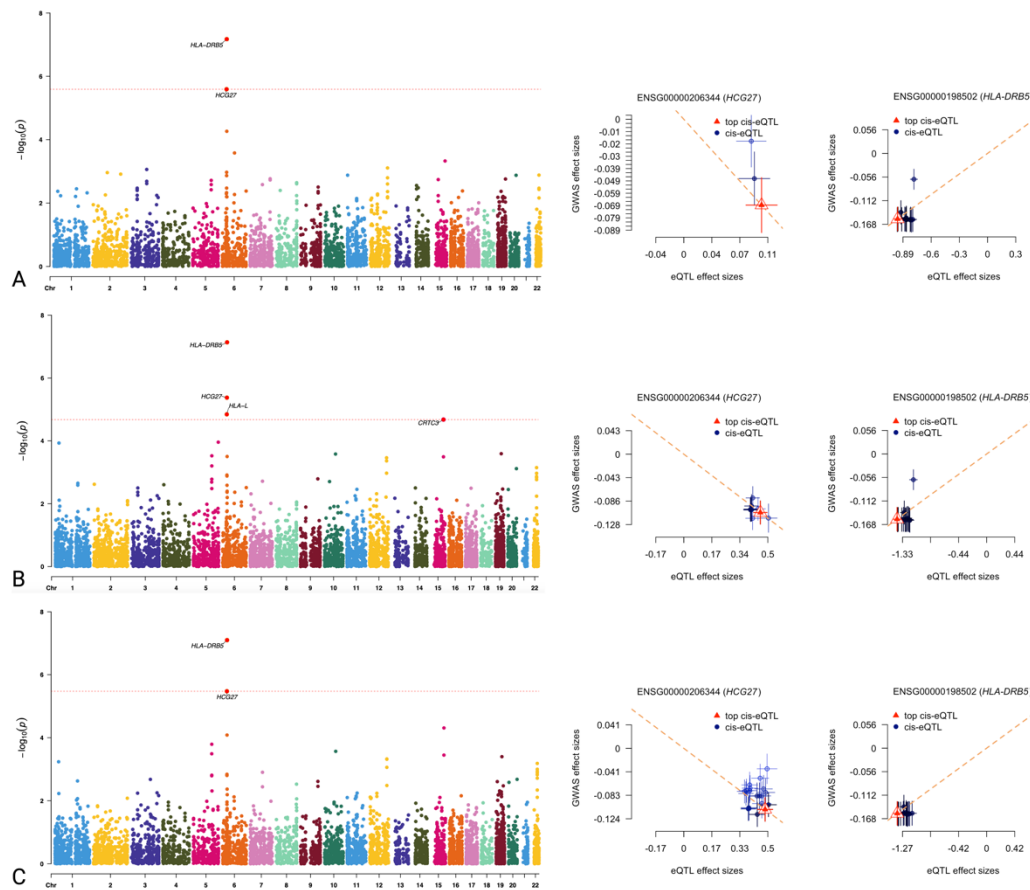 8
6
4
2
0
−log10(p)
HLA−DRB5
HCG27
A
Chr 1 2 3 4 5 6 7 8 9 10 11 12 13 14 15 16 17 18 19 20 22
ENSG00000206344 (HCG27)
top cis-eQTL
cis-eQTL
0
-0.01
-0.02
-0.03
-0.039
-0.049
-0.059
-0.069
-0.079
-0.089
GWAS effect sizes
-0.04 0 0.04 0.07 0.09 0.11
eQTL effect sizes
ENSG00000198502 (HLA-DRB5
top cis-eQTL
cis-eQTL
0.056
0
-0.056
-0.112
-0.168
GWAS effect sizes
-0.89 -0.6 -0.3 0 0.3
eQTL effect sizes
8
6
4
2
0
−log10(p)
HLA−DRB5
HCG27
HLA−L
CRTC3
B
Chr 1 2 3 4 5 6 7 8 9 10 11 12 13 14 15 16 17 18 19 20 22
ENSG00000206344 (HCG27)
top cis-eQTL
cis-eQTL
0.043
0
-0.043
-0.086
-0.128
GWAS effect sizes
-0.17 0 0.17 0.34 0.5
eQTL effect sizes
ENSG00000198502 (HLA-DRB5
top cis-eQTL
cis-eQTL
0.056
0
-0.056
-0.112
-0.168
GWAS effect sizes
-1.33 -0.44 0 0.44
eQTL effect sizes
8
6
4
2
0
−log10(p)
HLA−DRB5
HCG27
C
Chr 1 2 3 4 5 6 7 8 9 10 11 12 13 14 15 16 17 18 19 20 22
ENSG00000206344 (HCG27)
top cis-eQTL
cis-eQTL
0.041
0
-0.041
-0.083
-0.124
GWAS effect sizes
-0.17 0 0.17 0.33 0.5
eQTL effect sizes
ENSG00000198502 (HLA-DRB5
top cis-eQTL
cis-eQTL
0.056
0
-0.056
-0.112
-0.168
GWAS effect sizes
-1.27 -0.42 0 0.42
eQTL effect sizes